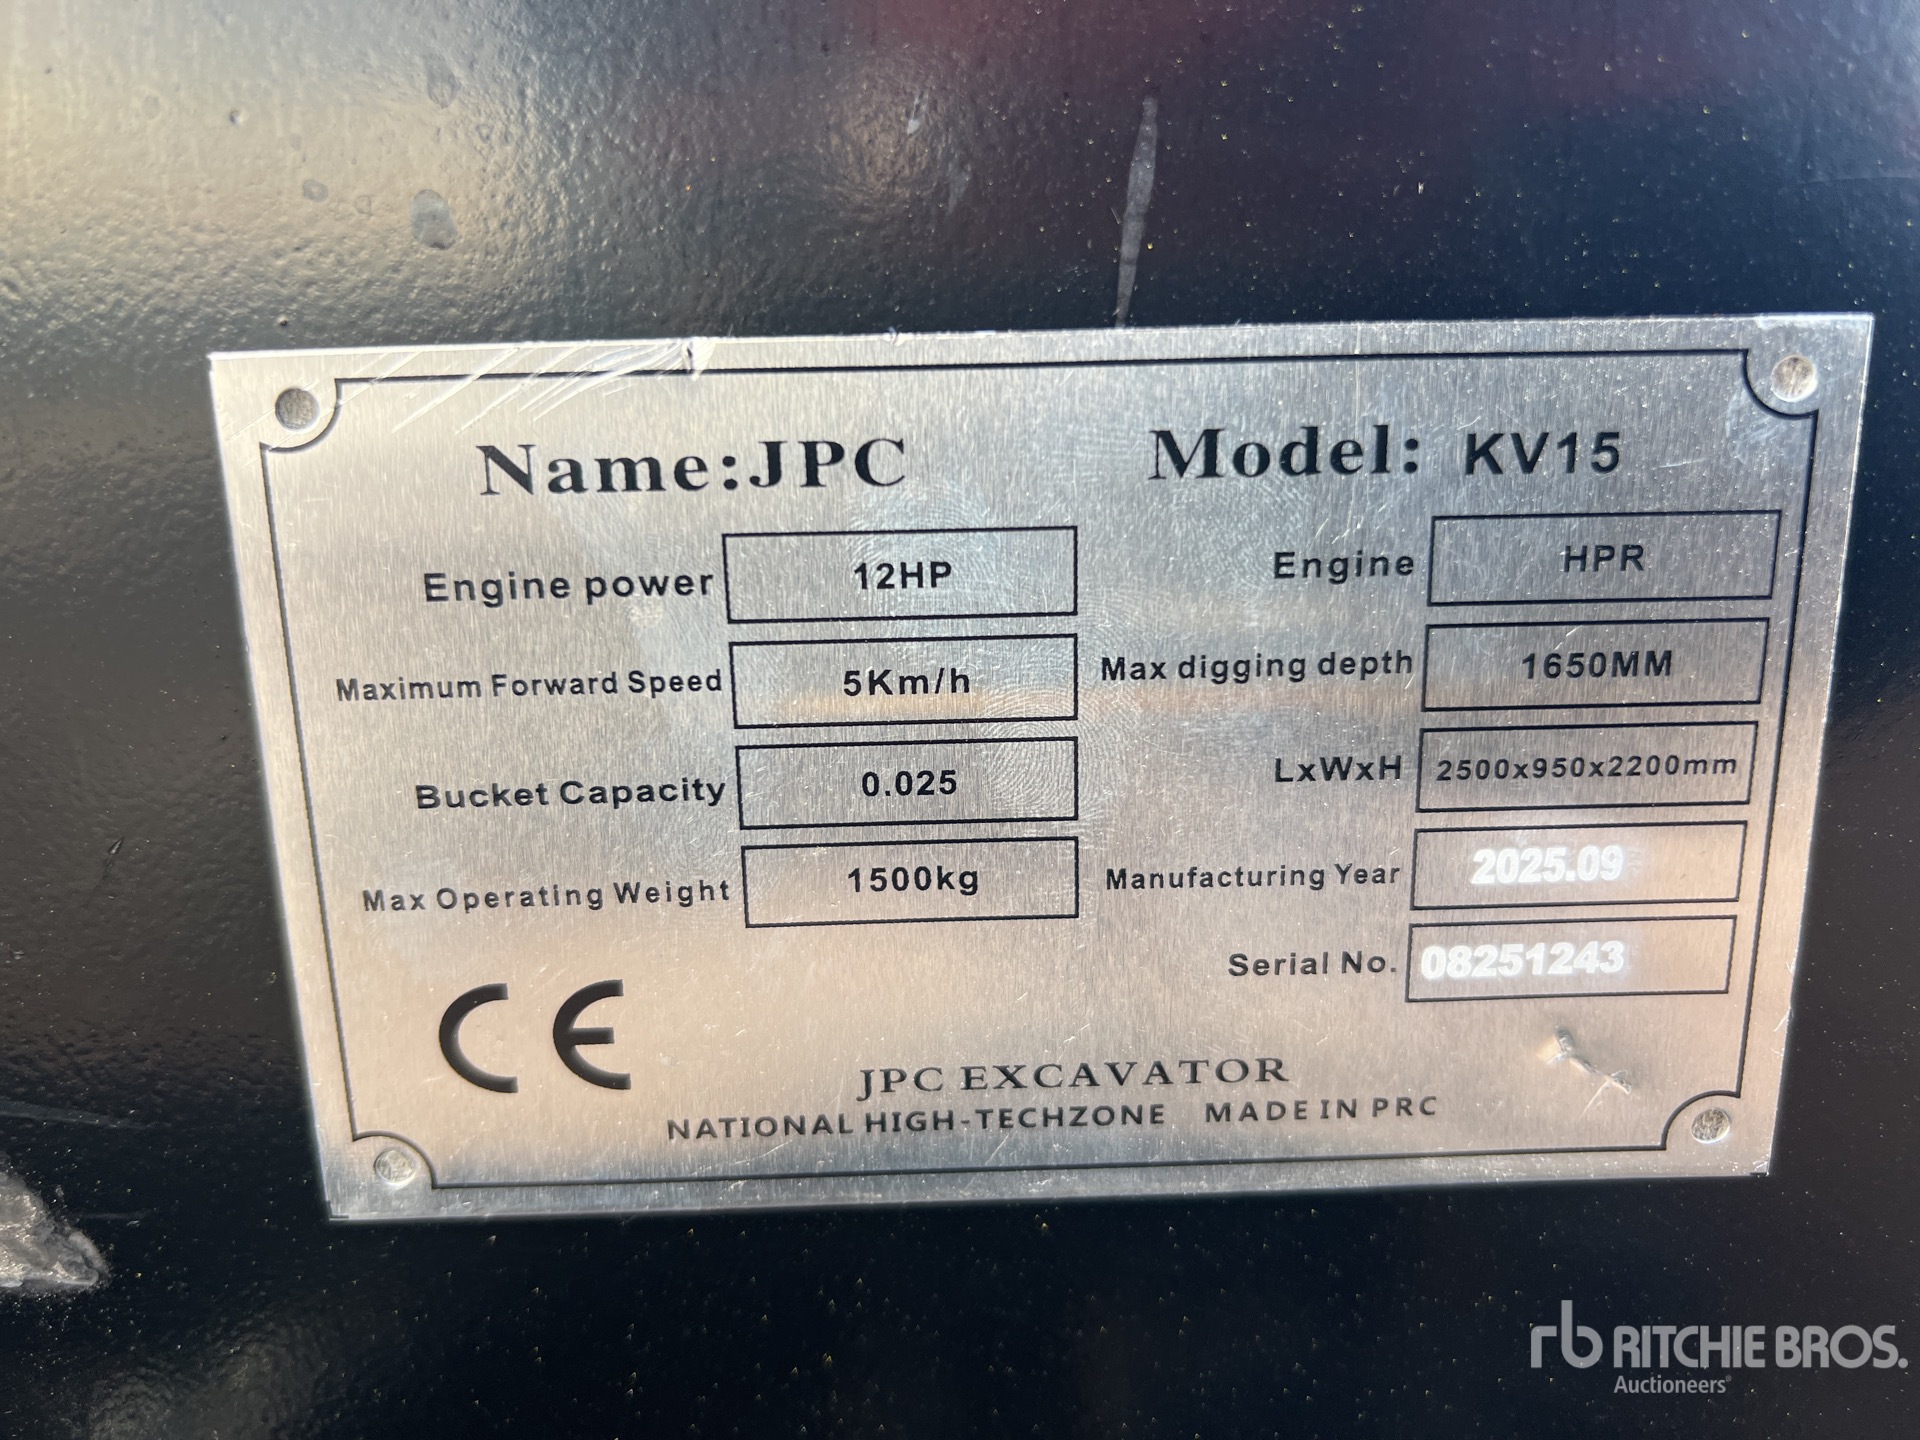 Name:JPC Model: KV15
Engine power 12HP Engine HPR
Maximum Forward Speed 5Km/h Max digging depth 1650MM
Bucket Capacity 0.025 LxWxH 2500x950x2200mm
Max Operating Weight 1500kg Manufacturing Year 2025.09
Serial No. 08251243
CE
JPC EXCAVATOR
NATIONAL HIGH-TECHZONE MADE IN PRC
rb RITCHIE BROS.
Auctioneers®